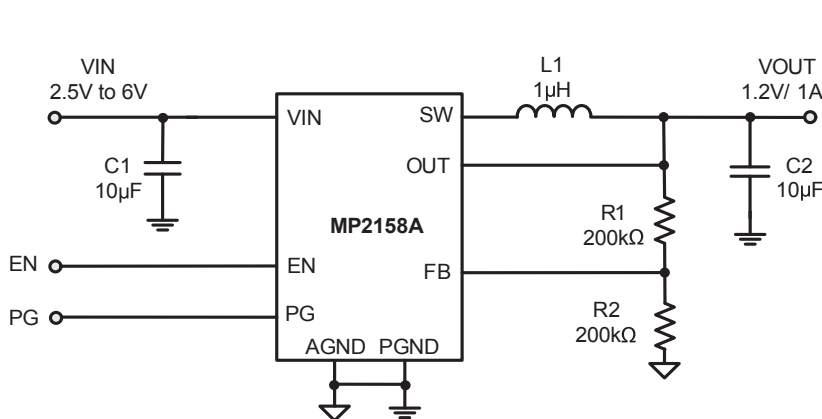 VIN
2.5V to 6V
C1
10µF
EN
PG
VIN
SW
OUT
MP2158A
EN
FB
PG
AGND PGND
L1
1µH
VOUT
1.2V/ 1A
R1
200kΩ
R2
200kΩ
C2
10µF